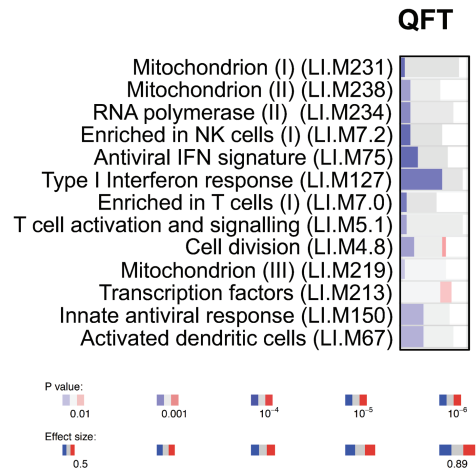 QFT
Mitochondrion (I) (LI.M231)
Mitochondrion (II) (LI.M238)
RNA polymerase (II) (LI.M234)
Enriched in NK cells (I) (LI.M7.2)
Antiviral IFN signature (LI.M75)
Type I Interferon response (LI.M127)
Enriched in T cells (I) (LI.M7.0)
T cell activation and signalling (LI.M5.1)
Cell division (LI.M4.8)
Mitochondrion (III) (LI.M219)
Transcription factors (LI.M213)
Innate antiviral response (LI.M150)
Activated dendritic cells (LI.M67)
P value:
0.01 0.001 10⁻⁴ 10⁻⁵ 10⁻⁶
Effect size:
0.5 0.89